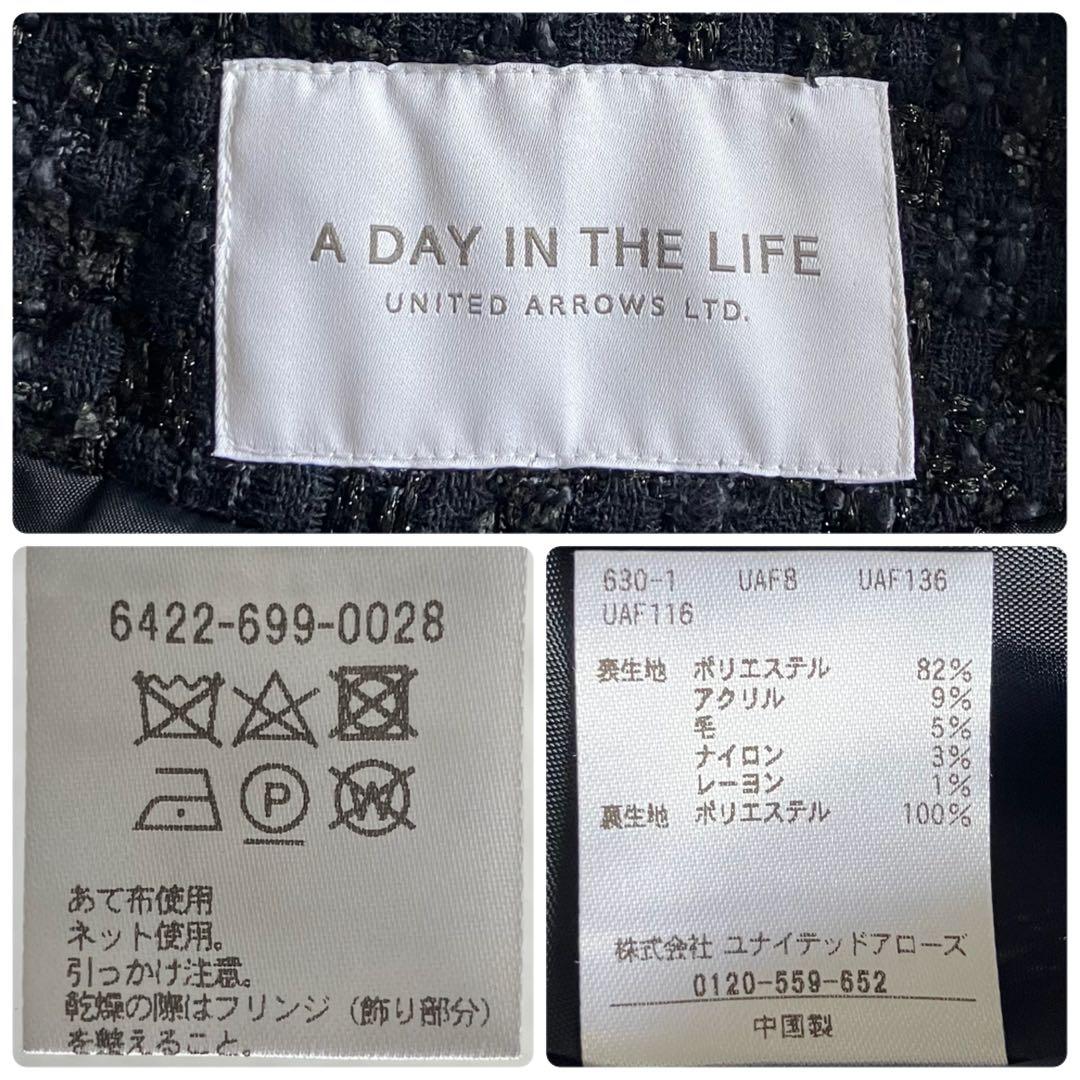 A DAY IN THE LIFE
UNITED ARROWS LTD.
6422-699-0028
P
W
あて布使用
ネット使用。
引っかけ注意。
乾燥の際はフリンジ(飾り部分)
を整えること。
630-1 UAF8 UAF136
UAF116
表生地 ポリエステル 82%
アクリル 9%
毛 5%
ナイロン 3%
レーヨン 1%
裏生地 ポリエステル 100%
株式会社 ユナイテッドアローズ
0120-559-652
中国製